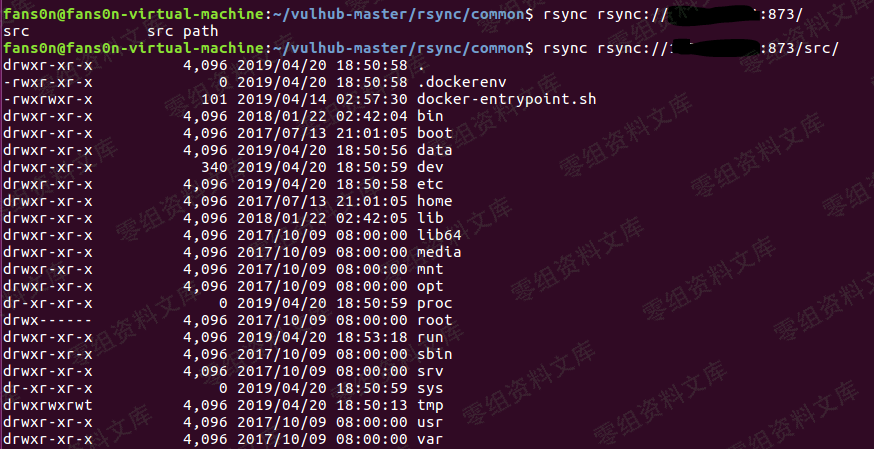 fans0n@fans0n-virtual-machine:~/vulhub-master/rsync/common$ rsync rsync://:873/
src             src path
fans0n@fans0n-virtual-machine:~/vulhub-master/rsync/common$ rsync rsync://:873/src/
drwxr-xr-x          4,096 2019/04/20 18:50:58 .
-rwxr-xr-x              0 2019/04/20 18:50:58 .dockerenv
-rwxrwxr-x            101 2019/04/14 02:57:30 docker-entrypoint.sh
drwxr-xr-x          4,096 2018/01/22 02:42:04 bin
drwxr-xr-x          4,096 2017/07/13 21:01:05 boot
drwxr-xr-x          4,096 2019/04/20 18:50:56 data
drwxr-xr-x            340 2019/04/20 18:50:59 dev
drwxr-xr-x          4,096 2019/04/20 18:50:58 etc
drwxr-xr-x          4,096 2017/07/13 21:01:05 home
drwxr-xr-x          4,096 2018/01/22 02:42:05 lib
drwxr-xr-x          4,096 2017/10/09 08:00:00 lib64
drwxr-xr-x          4,096 2017/10/09 08:00:00 media
drwxr-xr-x          4,096 2017/10/09 08:00:00 mnt
drwxr-xr-x          4,096 2017/10/09 08:00:00 opt
dr-xr-xr-x              0 2019/04/20 18:50:59 proc
drwx------          4,096 2017/10/09 08:00:00 root
drwxr-xr-x          4,096 2019/04/20 18:53:18 run
drwxr-xr-x          4,096 2017/10/09 08:00:00 sbin
drwxr-xr-x          4,096 2017/10/09 08:00:00 srv
dr-xr-xr-x              0 2019/04/20 18:50:59 sys
drwxrwxrwt          4,096 2019/04/20 18:50:13 tmp
drwxr-xr-x          4,096 2017/10/09 08:00:00 usr
drwxr-xr-x          4,096 2017/10/09 08:00:00 var
零组资料文库